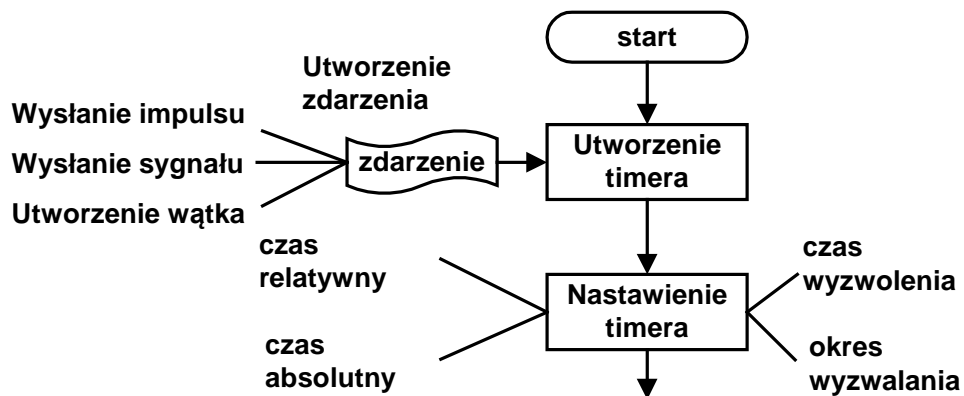 start
Utworzenie
zdarzenia
Wysłanie impulsu
Wysłanie sygnału
Utworzenie wątka
zdarzenie
Utworzenie
timera
czas
relatywny
czas
absolutny
Nastawienie
timera
czas
wyzwolenia
okres
wyzwalania